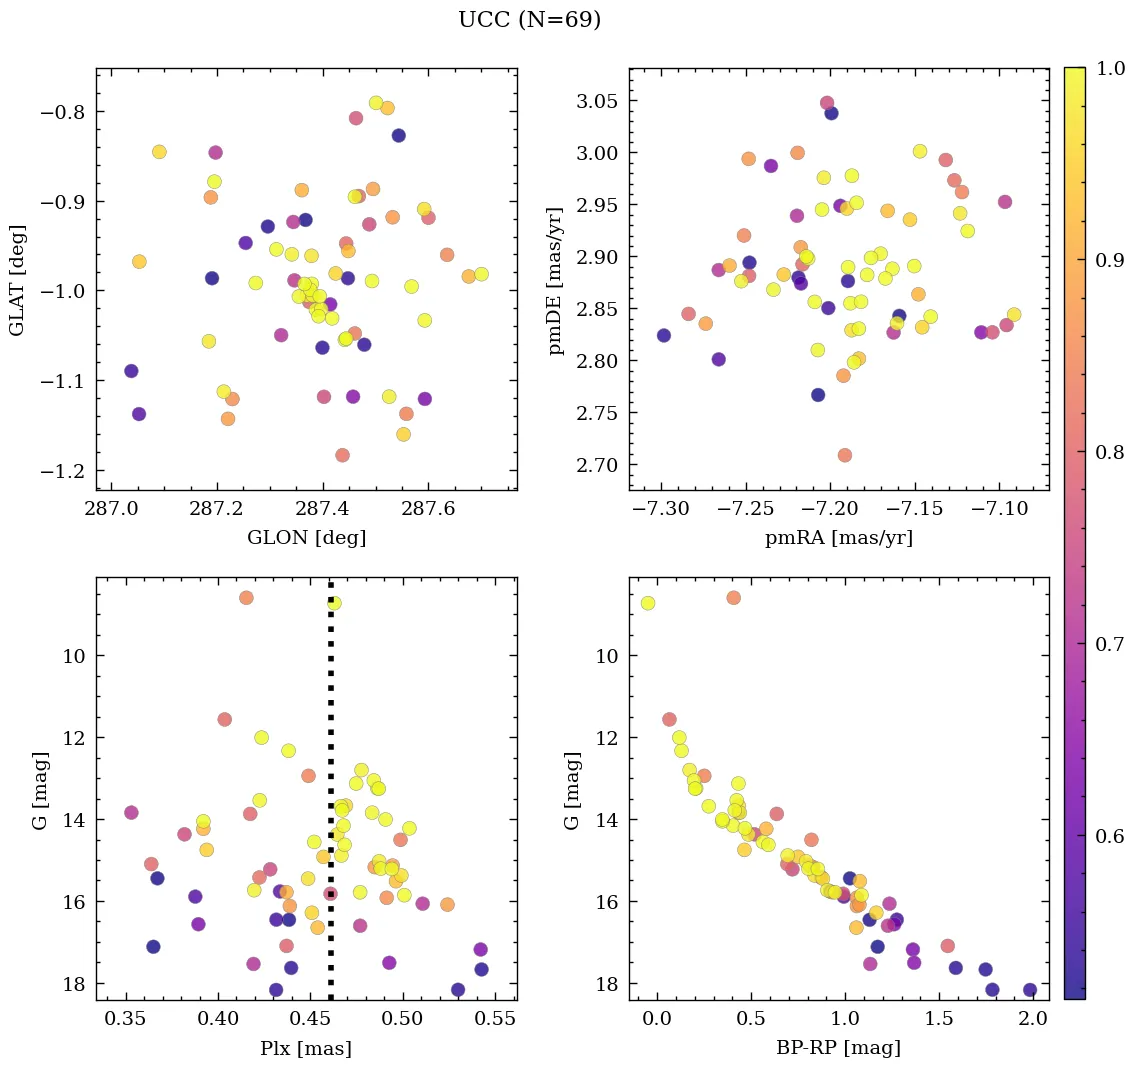 UCC (N=69)
−0.8
−0.9
−1.0
−1.1
−1.2
GLAT [deg]
287.0 287.2 287.4 287.6
GLON [deg]
3.05
3.00
2.95
2.90
2.85
2.80
2.75
2.70
pmDE [mas/yr]
−7.30 −7.25 −7.20 −7.15 −7.10
pmRA [mas/yr]
10
12
14
16
18
G [mag]
0.35 0.40 0.45 0.50 0.55
Plx [mas]
10
12
14
16
18
G [mag]
0.0 0.5 1.0 1.5 2.0
BP-RP [mag]
1.0
0.9
0.8
0.7
0.6